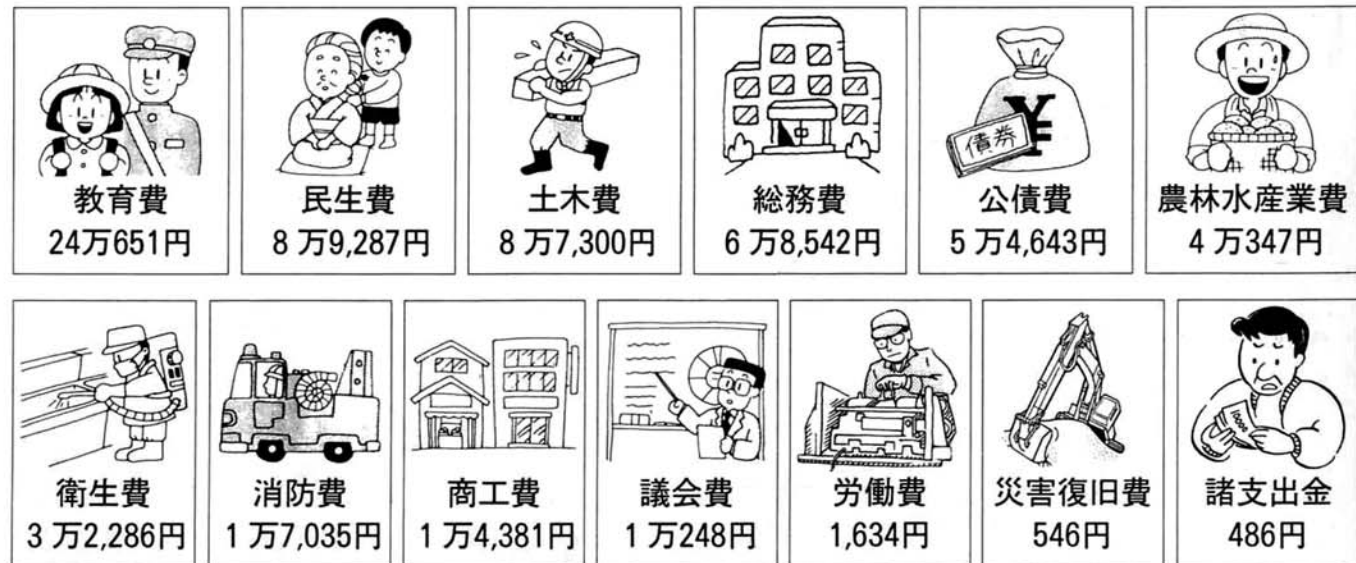 ¥
債券
教育費
24万651円
民生費
8万9,287円
土木費
8万7,300円
総務費
6万8,542円
公債費
5万4,643円
農林水産業費
4万347円
10000
衛生費
3万2,286円
消防費
1万7,035円
商工費
1万4,381円
議会費
1万248円
労働費
1,634円
災害復旧費
546円
諸支出金
486円